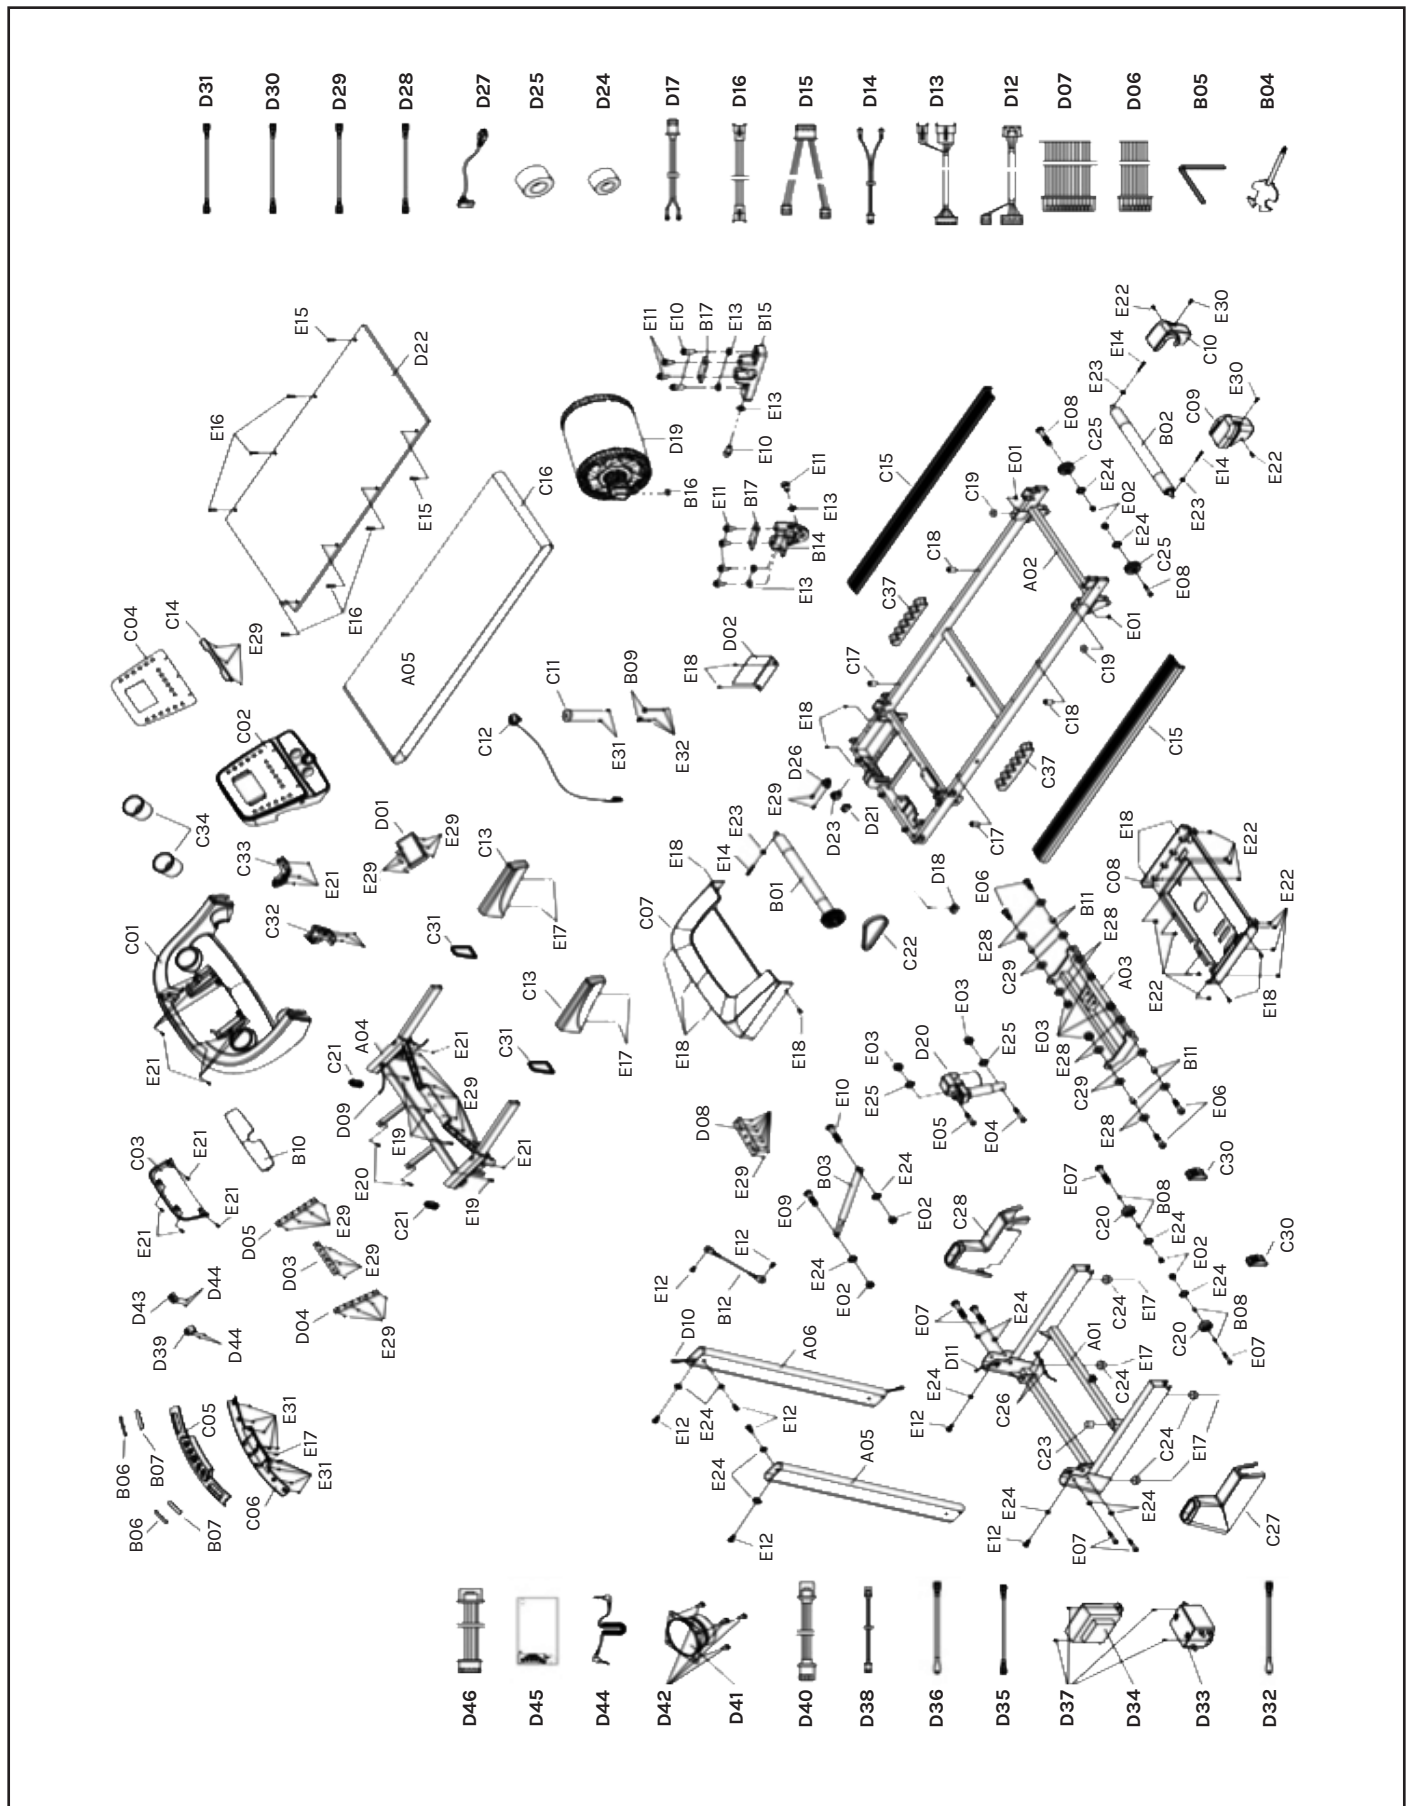 D31
D30
D29
D28
D27
D25
D24
D17
D16
D15
D14
D13
D12
D07
D06
B05
B04
E15
D22
E16
E15
E16
C16
A05
C04
C14
E29
C02
C34
C33
E21
C32
D01
E29
E29
C01
E21
C13
E17
C31
C13
E17
C31
A04
C21
D09
E21
E29
E19
E20
E21
E19
C21
C03
E21
E21
E21
B10
D05
E29
D03
E29
D04
E29
D43
D44
D39
D44
B06
B07
C05
E31
E17
E31
C06
B06
B07
E11
E10
B17
E13
B15
E13
E10
D19
B16
E11
E13
E11
B17
B14
E13
C12
C11
E31
B09
E32
D02
E18
E18
D26
E29
D23
D21
E23
E14
B01
E18
C07
E18
E18
C22
D18
C15
C37
C18
C17
C19
E01
A02
E01
C19
C18
C37
C17
C15
E08
C25
E24
E02
E24
C25
E08
E22
E30
C10
E14
E23
B02
C09
E30
E22
E14
E23
E18
C08
E22
E22
E22
E18
E06
E28
C29
B11
E28
A03
E03
E28
C29
E28
B11
E06
E03
D20
E25
E03
E25
E05
E04
D08
E29
E10
B03
E09
E24
E02
E24
E02
E12
E12
B12
D10
A06
E12
E24
E12
A05
E24
E12
C28
E07
E24
D11
E24
E12
C26
C23
A01
C24
E17
C24
E17
C24
E17
C27
E24
E12
E07
E24
E07
C20
B08
E24
E02
E24
B08
C20
E07
C30
C30
D46
D45
D44
D42
D41
D40
D38
D36
D35
D37
D34
D33
D32